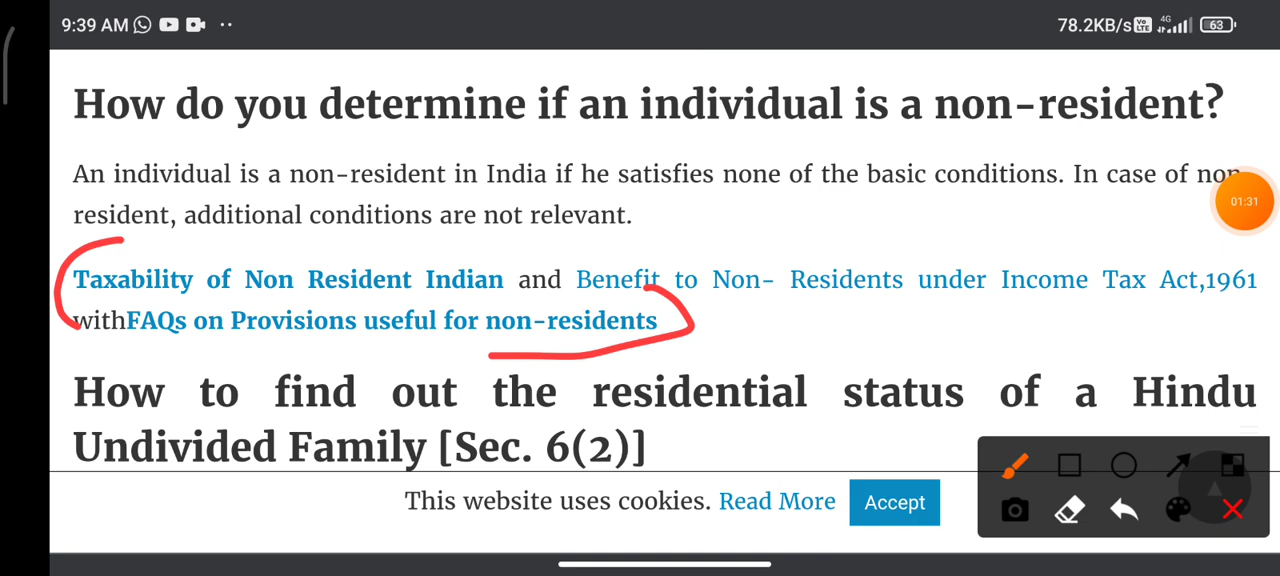 9:39 AM
78.2KB/s Vo LTE 4G 63
How do you determine if an individual is a non-resident?
An individual is a non-resident in India if he satisfies none of the basic conditions. In case of non
resident, additional conditions are not relevant.
01:31
Taxability of Non Resident Indian and Benefit to Non- Residents under Income Tax Act,1961
withFAQs on Provisions useful for non-residents
How to find out the residential status of a Hindu
Undivided Family [Sec. 6(2)]
This website uses cookies. Read More Accept